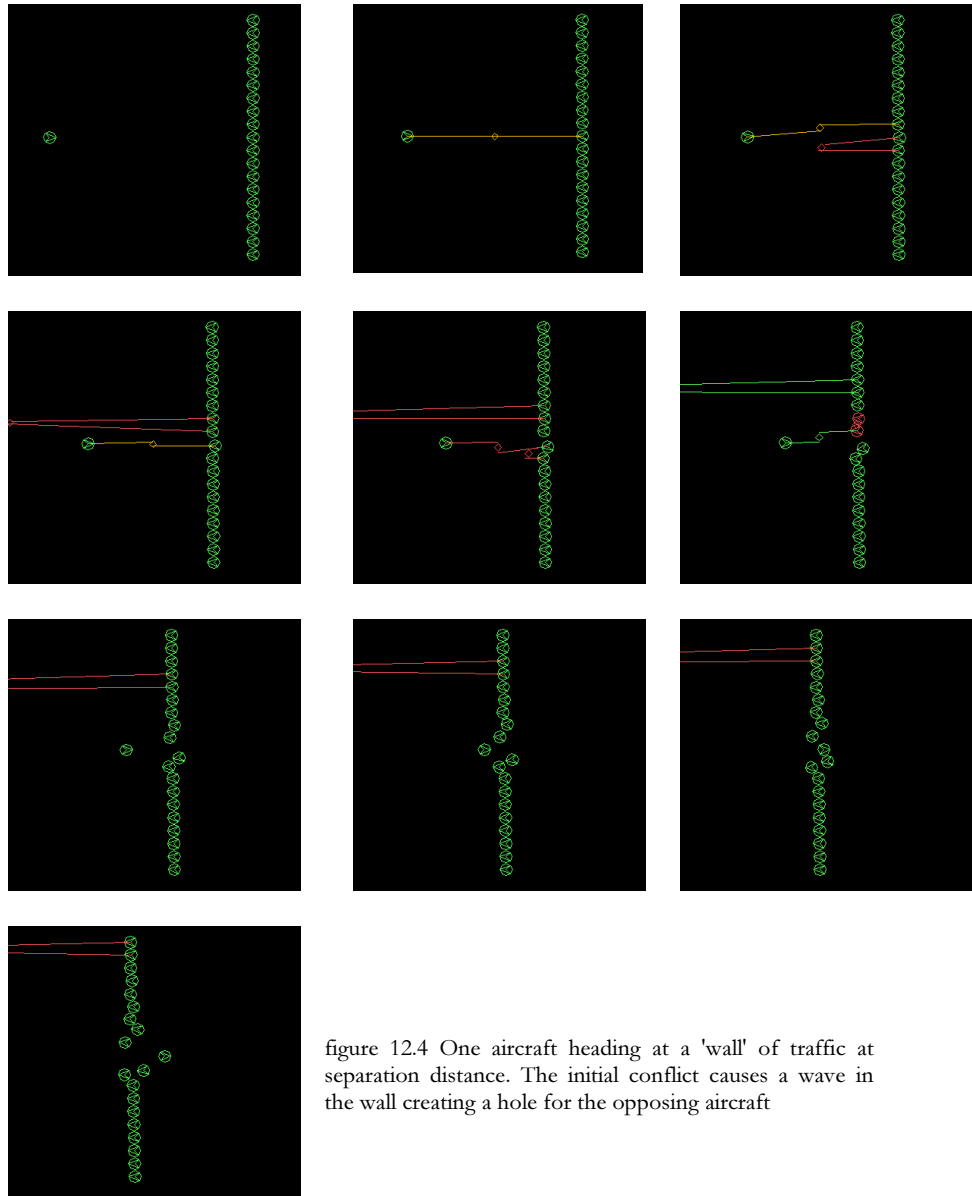 figure 12.4 One aircraft heading at a 'wall' of traffic at
separation distance. The initial conflict causes a wave in
the wall creating a hole for the opposing aircraft